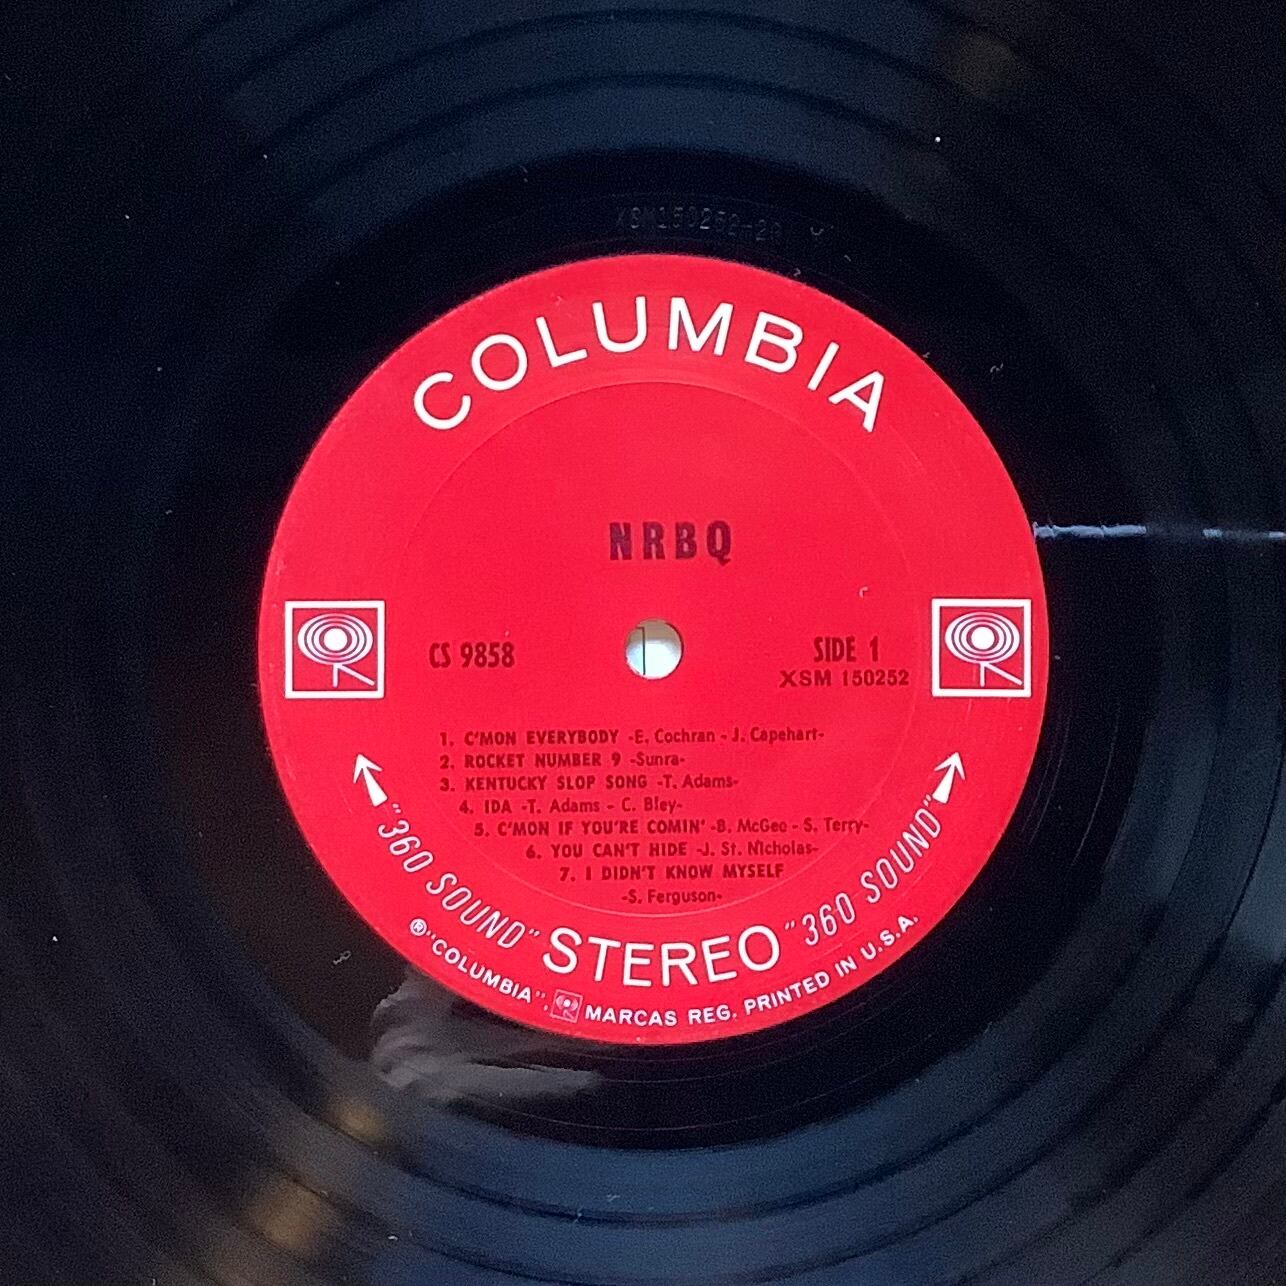 COLUMBIA
NRBQ
CS 9858
SIDE 1
XSM 150252
1. C'MON EVERYBODY -E. Cochran - J. Capehart-
2. ROCKET NUMBER 9 -Sunra-
3. KENTUCKY SLOP SONG -T. Adams-
4. IDA -T. Adams - C. Bley-
5. C'MON IF YOU'RE COMIN' -B. McGee - S. Terry-
6. YOU CAN'T HIDE -J. St. Nicholas-
7. I DIDN'T KNOW MYSELF
-S. Ferguson-
"360 SOUND" STEREO "360 SOUND"
®"COLUMBIA", MARCAS REG. PRINTED IN U.S.A.